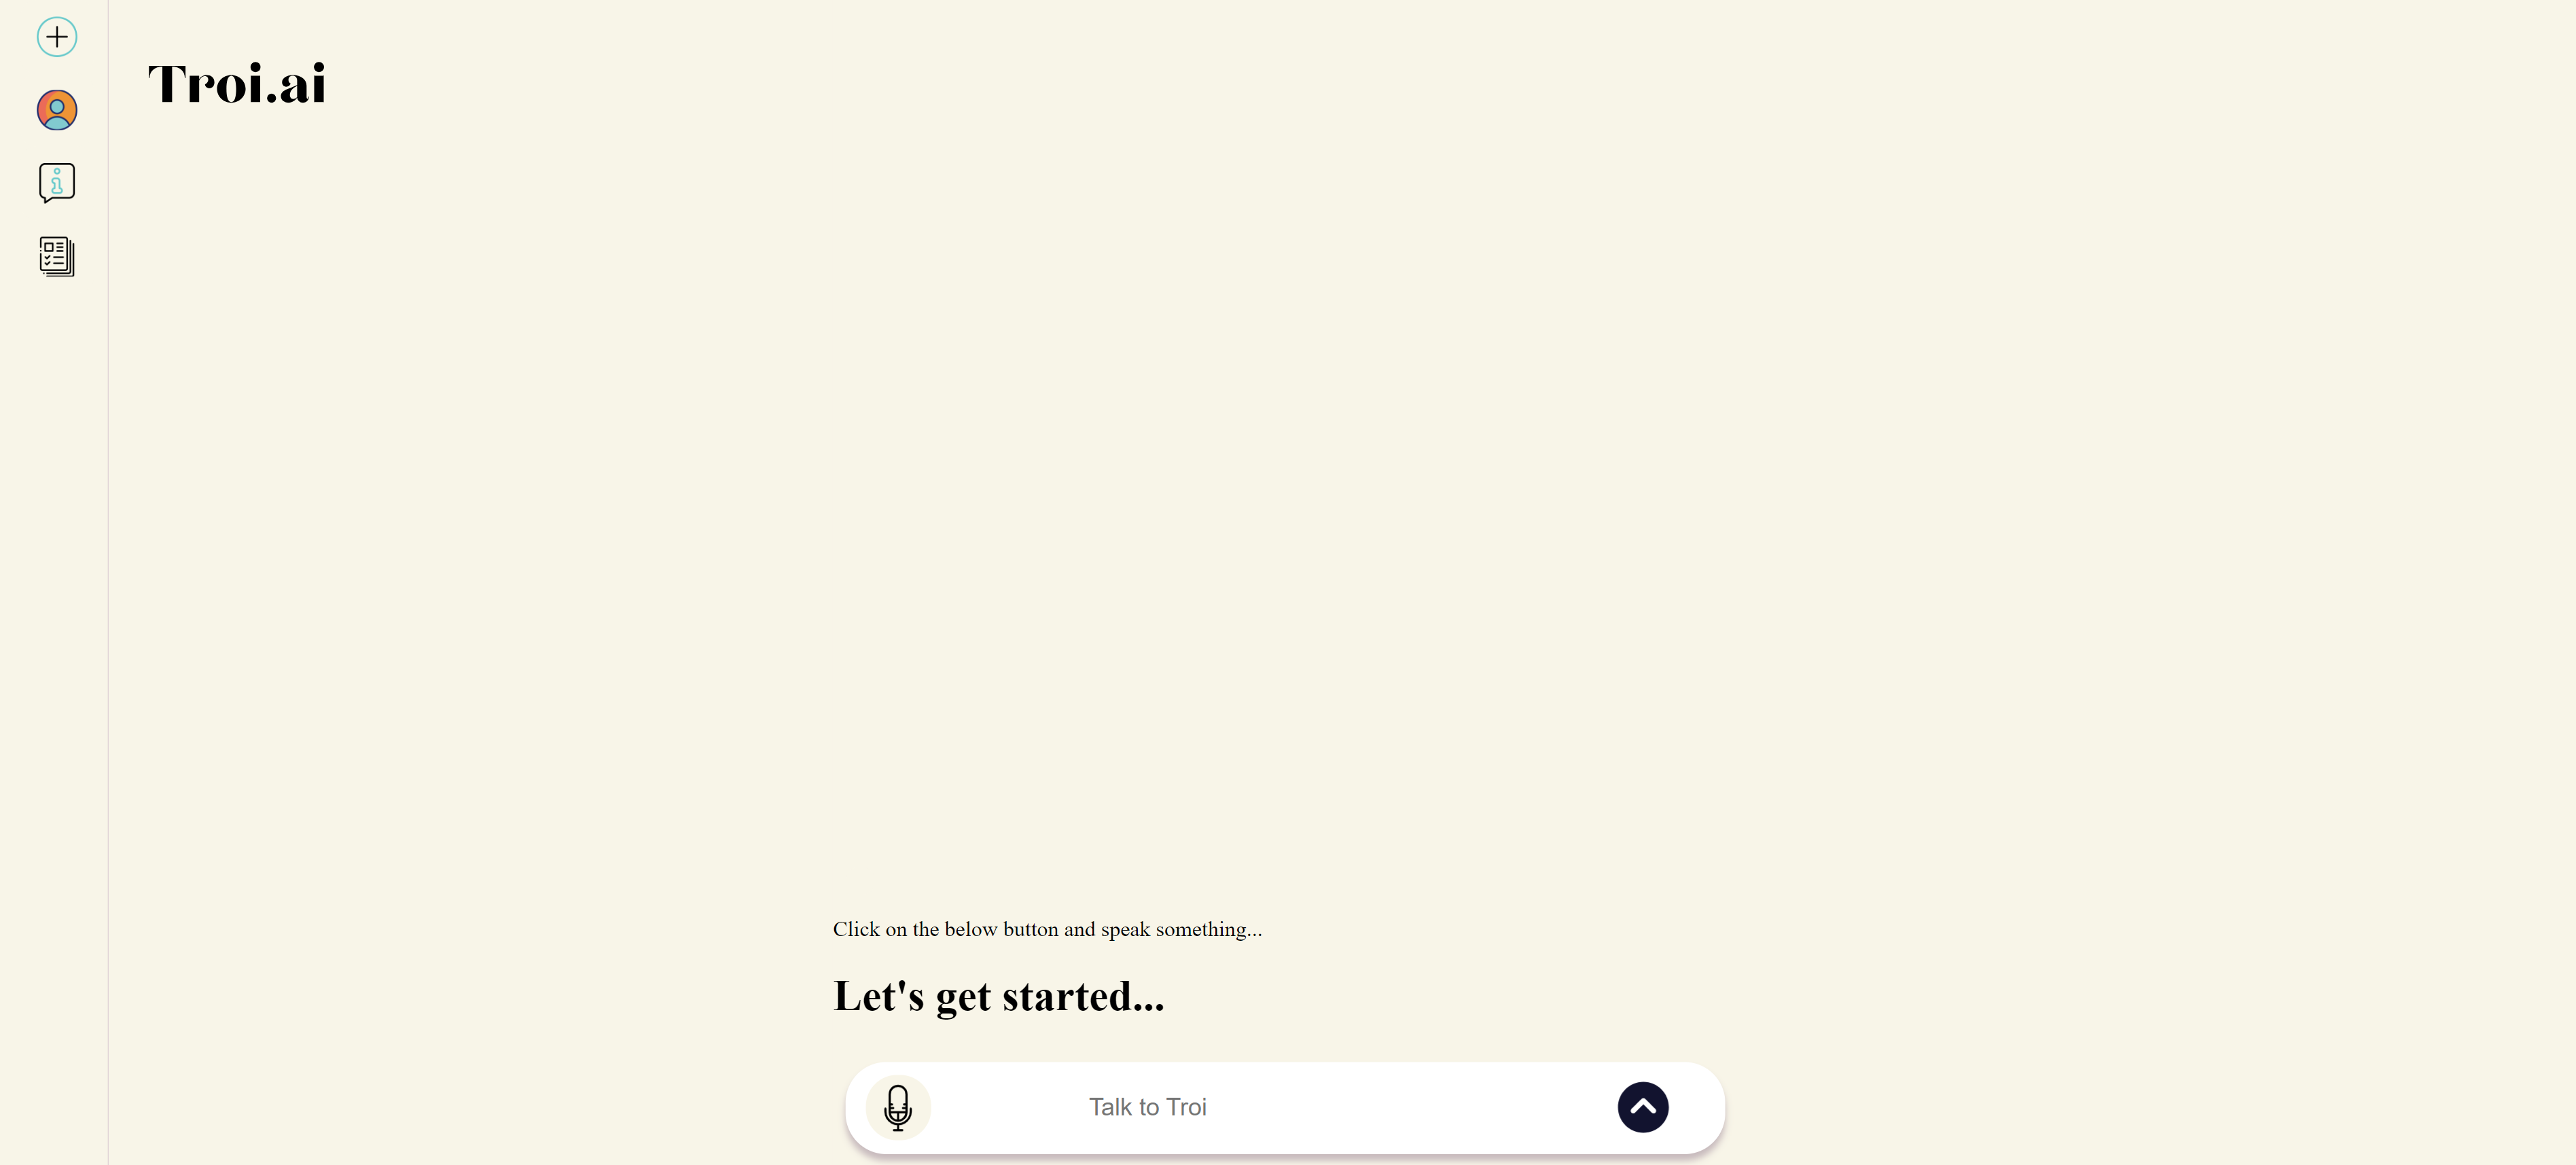 Troi.ai
Click on the below button and speak something...
Let's get started...
Talk to Troi